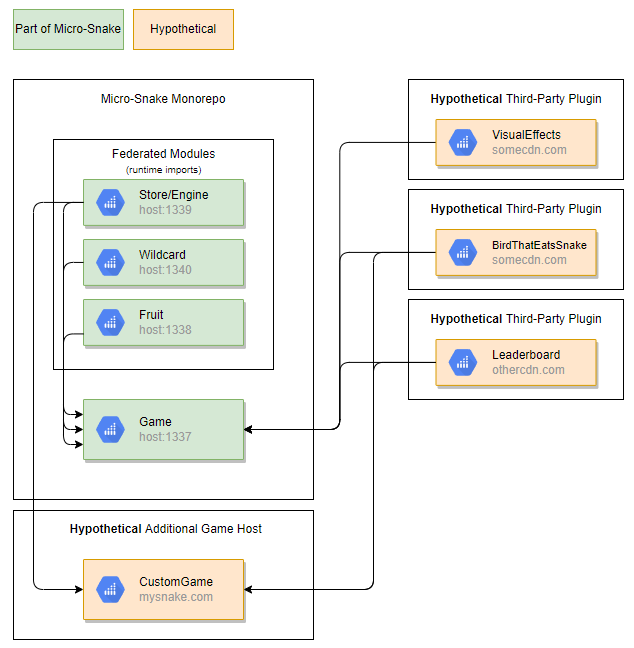 Part of Micro-Snake
Hypothetical
Micro-Snake Monorepo
Federated Modules
(runtime imports)
Store/Engine
host:1339
Wildcard
host:1340
Fruit
host:1338
Game
host:1337
Hypothetical Additional Game Host
CustomGame
mysnake.com
Hypothetical Third-Party Plugin
VisualEffects
somecdn.com
Hypothetical Third-Party Plugin
BirdThatEatsSnake
somecdn.com
Hypothetical Third-Party Plugin
Leaderboard
othercdn.com